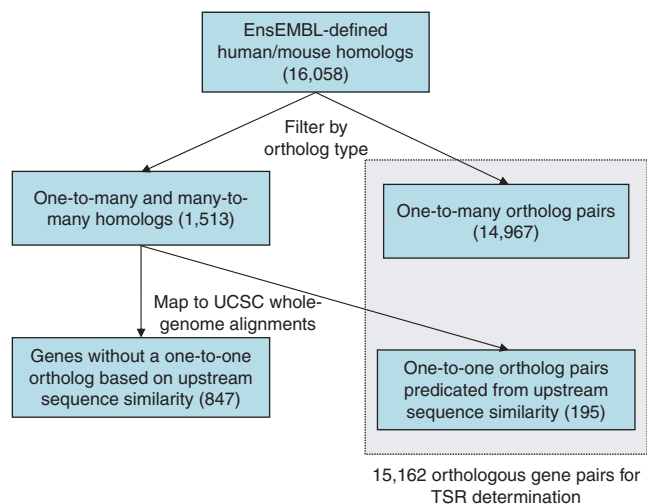 EnsEMBL-defined
human/mouse homologs
(16,058)
Filter by
ortholog type
One-to-many and many-to-
many homologs (1,513)
One-to-many ortholog pairs
(14,967)
Map to UCSC whole-
genome alignments
Genes without a one-to-one
ortholog based on upstream
sequence similarity (847)
One-to-one ortholog pairs
predicated from upstream
sequence similarity (195)
15,162 orthologous gene pairs for
TSR determination